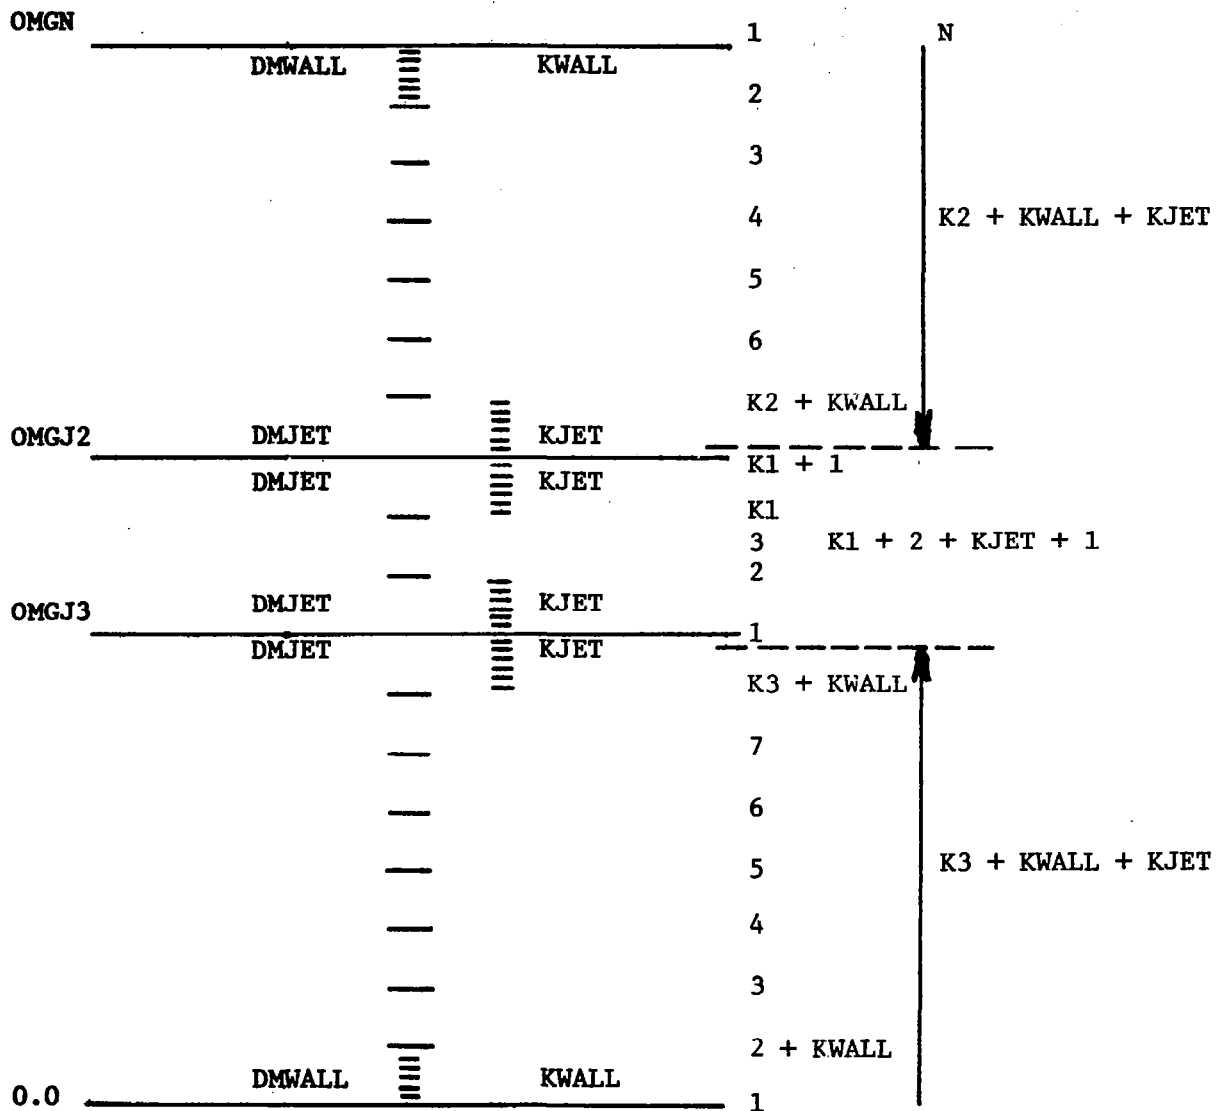 OMGN
1
N
DMWALL KWALL
2
3
4
K2 + KWALL + KJET
5
6
K2 + KWALL
OMGJ2
DMJET KJET
K1 + 1
DMJET KJET
K1
3
K1 + 2 + KJET + 1
2
DMJET KJET
OMGJ3
1
DMJET KJET
K3 + KWALL
7
6
5
K3 + KWALL + KJET
4
3
2 + KWALL
DMWALL KWALL
0.0
1